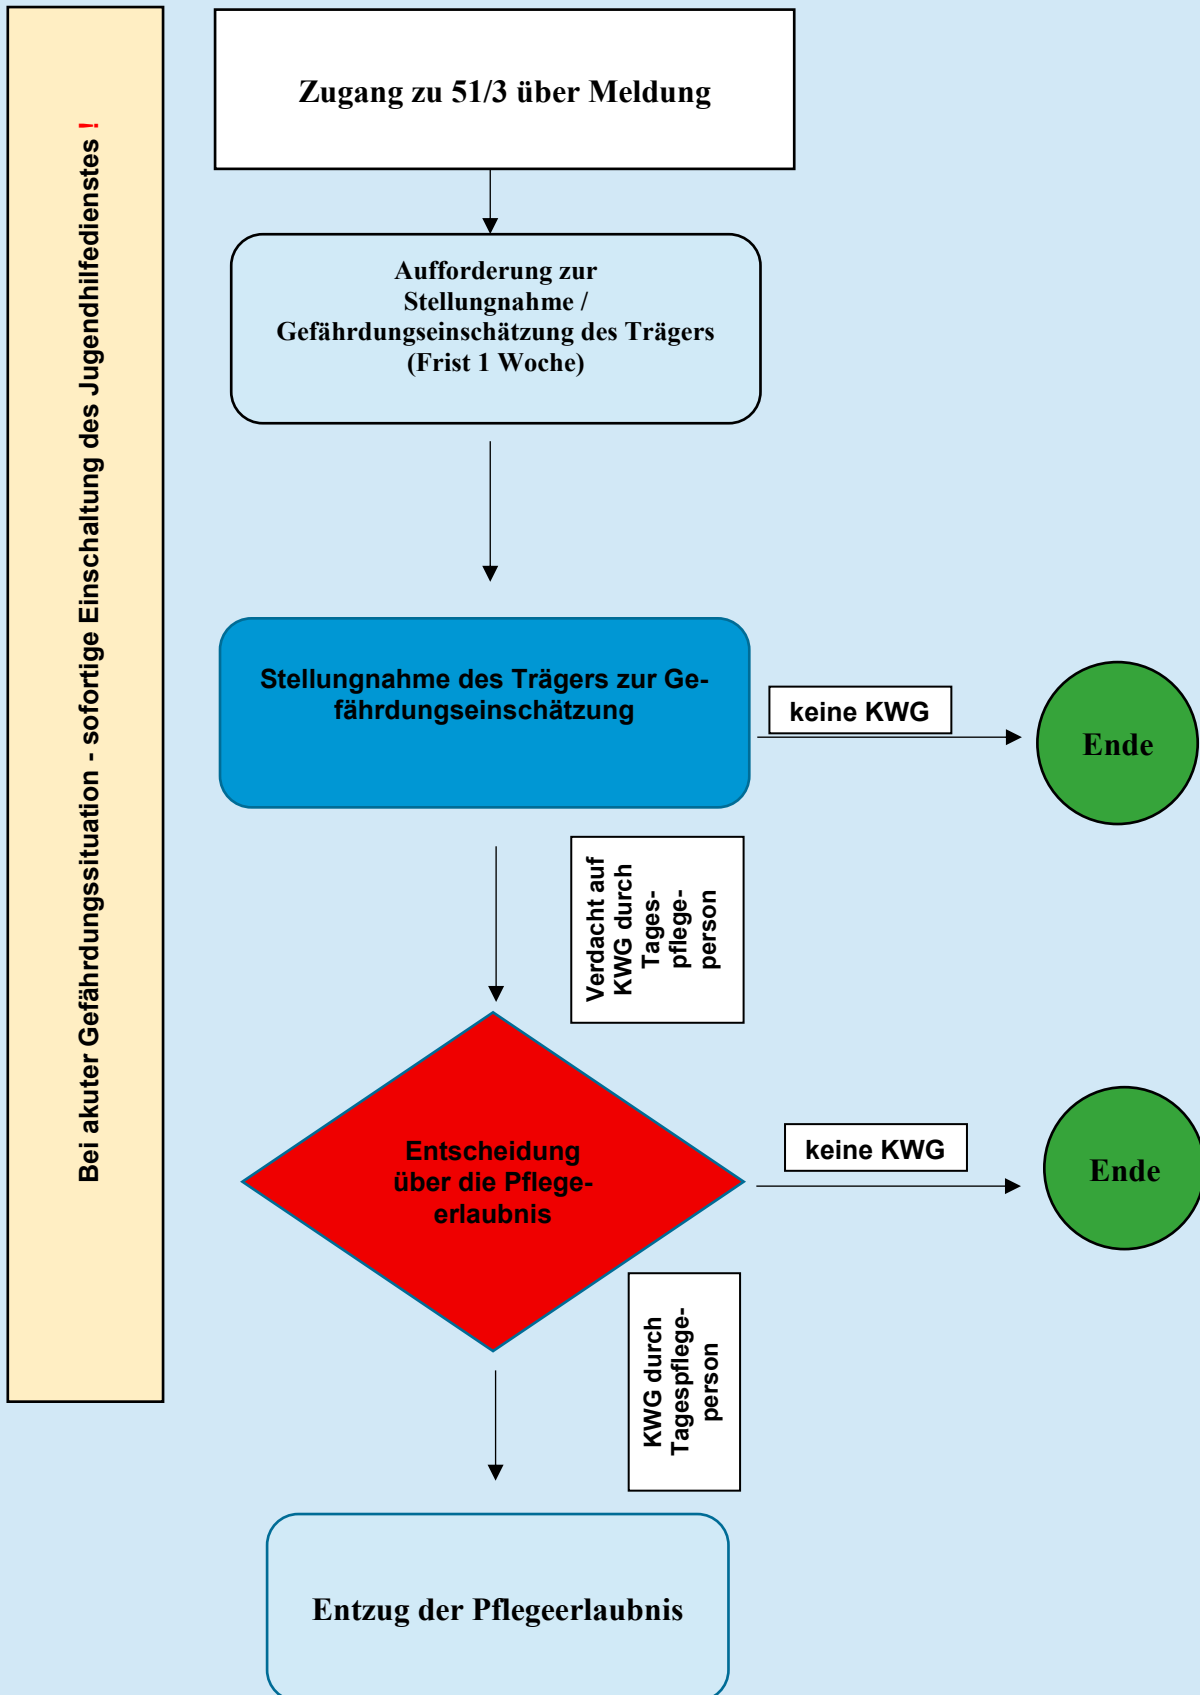 Bei akuter Gefährdungssituation - sofortige Einschaltung des Jugendhilfedienstes !
Zugang zu 51/3 über Meldung
Aufforderung zur
Stellungnahme /
Gefährdungseinschätzung des Trägers
(Frist 1 Woche)
Stellungnahme des Trägers zur Ge-
fährdungseinschätzung
keine KWG
Ende
Verdacht auf
KWG durch
Tages-
pflege-
person
Entscheidung
über die Pflege-
erlaubnis
keine KWG
Ende
KWG durch
Tagespflege-
person
Entzug der Pflegeerlaubnis